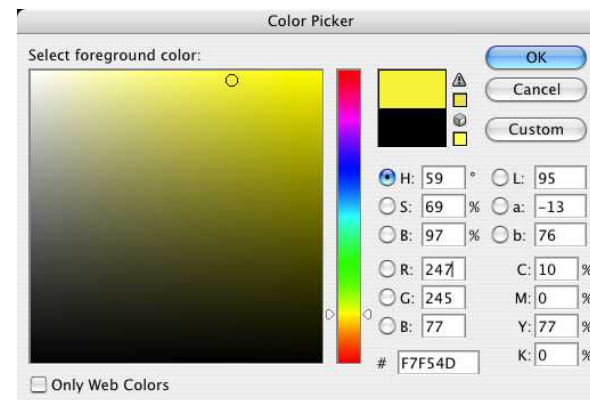 Color Picker
Select foreground color:
OK
Cancel
Custom
H: 59 ° L: 95
S: 69 % a: -13
B: 97 % b: 76
R: 247 C: 10 %
G: 245 M: 0 %
B: 77 Y: 77 %
# F7F54D K: 0 %
Only Web Colors